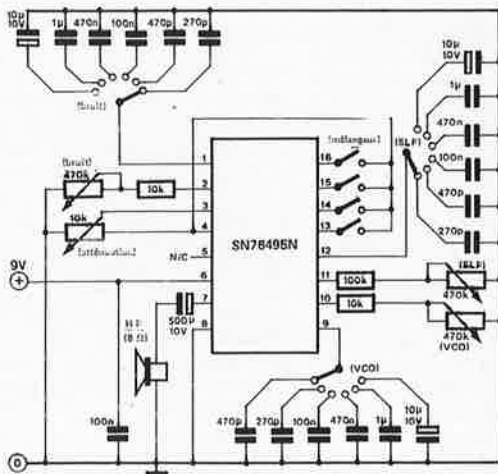 10µ
10V
1µ
470n
100n
470p
270p
(bruit)
(bruit)
470k
10k
10k
(atténuation)
1
2
3
4
N/C
5
6
7
8
SN76495N
16
15
14
13
12
11
10
9
(mélangeur)
(SLF)
10µ
10V
1µ
470n
100n
470p
270p
100k
10k
(SLF)
470k
470k
(VCO)
9V
+
H.P.
(8 Ω)
500µ
10V
100n
(VCO)
470p
270p
100n
470n
1µ
10µ
10V
0